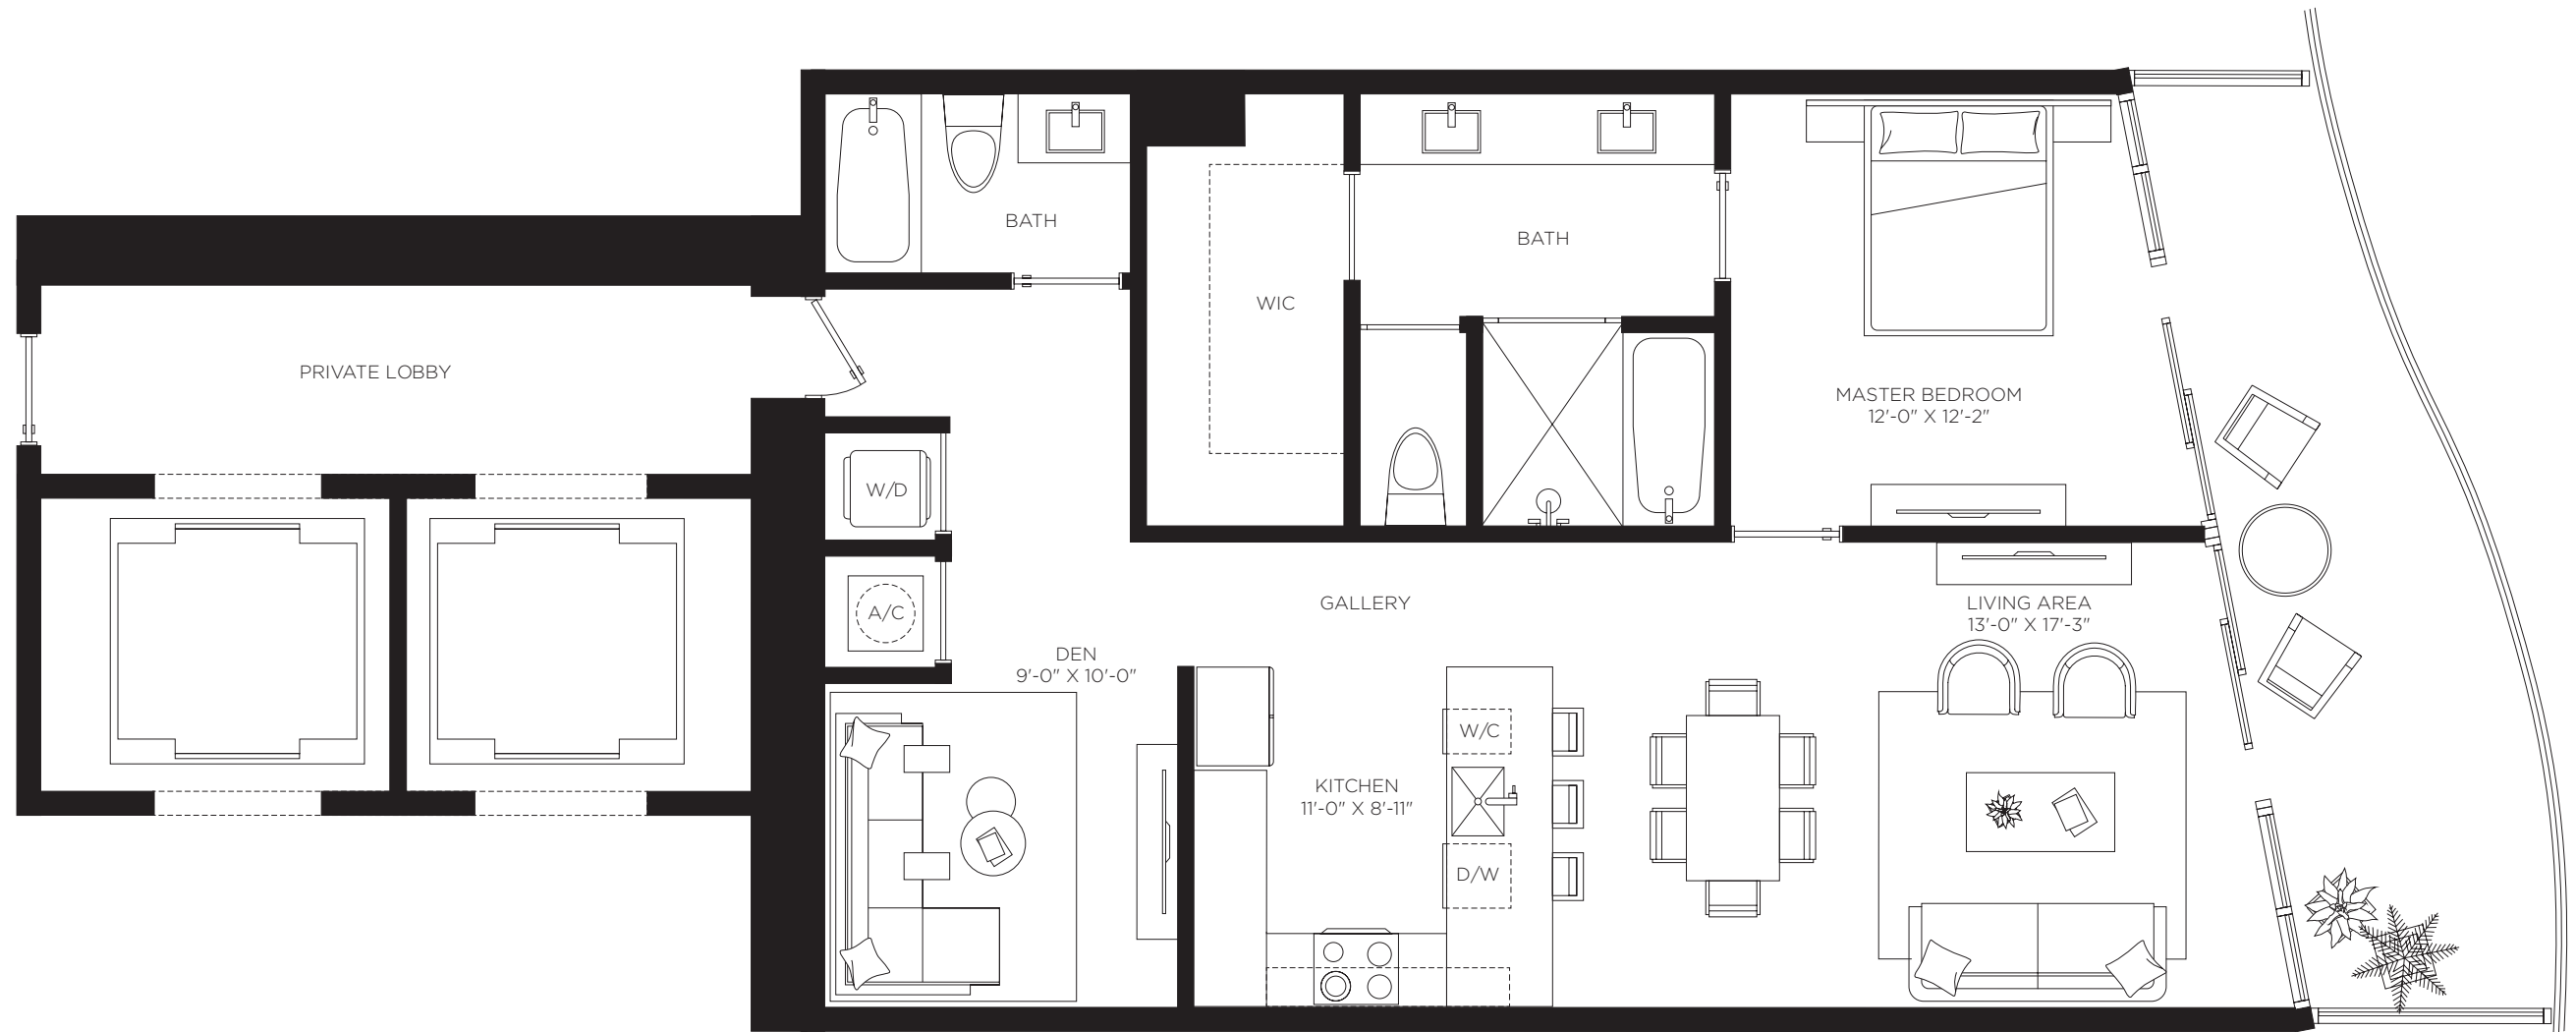 BATH
BATH
WIC
PRIVATE LOBBY
MASTER BEDROOM
12'-0" X 12'-2"
W/D
A/C
GALLERY
LIVING AREA
13'-0" X 17'-3"
DEN
9'-0" X 10'-0"
W/C
KITCHEN
11'-0" X 8'-11"
D/W